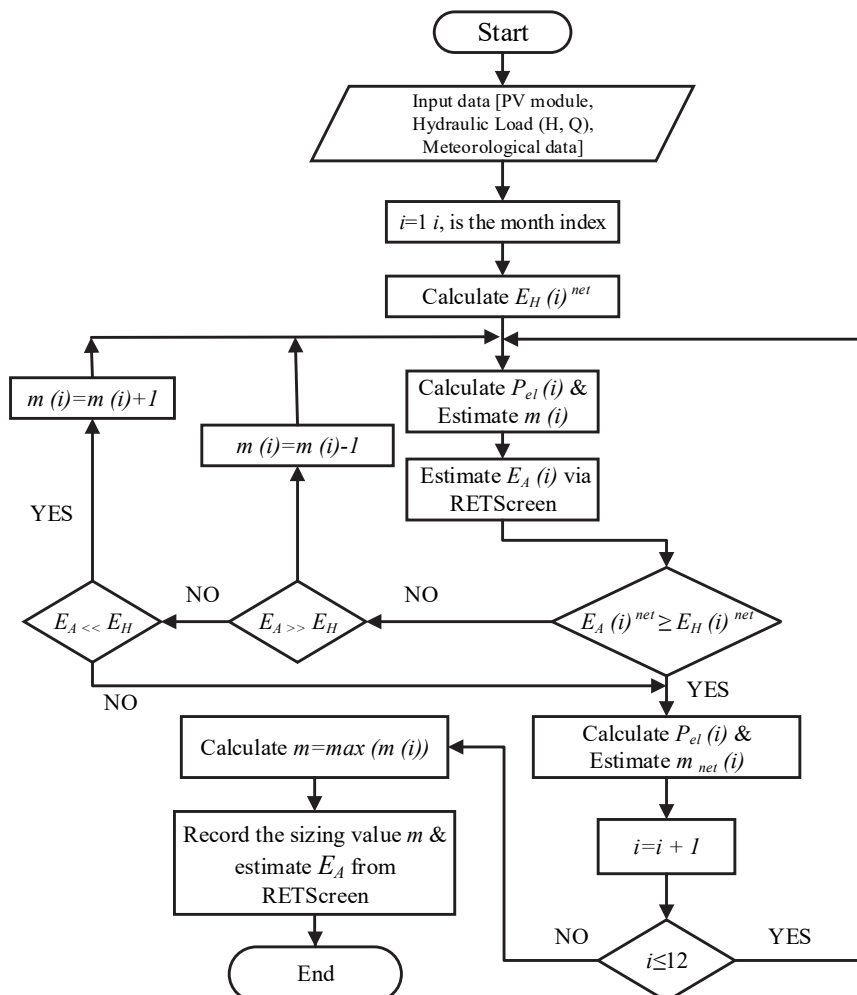 Start
Input data [PV module,
Hydraulic Load (H, Q),
Meteorological data]
i=1 i, is the month index
Calculate E_H (i) ^net
m (i)=m (i)+1
Calculate P_el (i) &
Estimate m (i)
m (i)=m (i)-1
Estimate E_A (i) via
RETScreen
YES
NO
NO
E_A << E_H
E_A >> E_H
E_A (i) ^net ≥ E_H (i) ^net
NO
YES
Calculate m=max (m (i))
Calculate P_el (i) &
Estimate m _net (i)
Record the sizing value m &
estimate E_A from
RETScreen
i=i + 1
NO
YES
i≤12
End